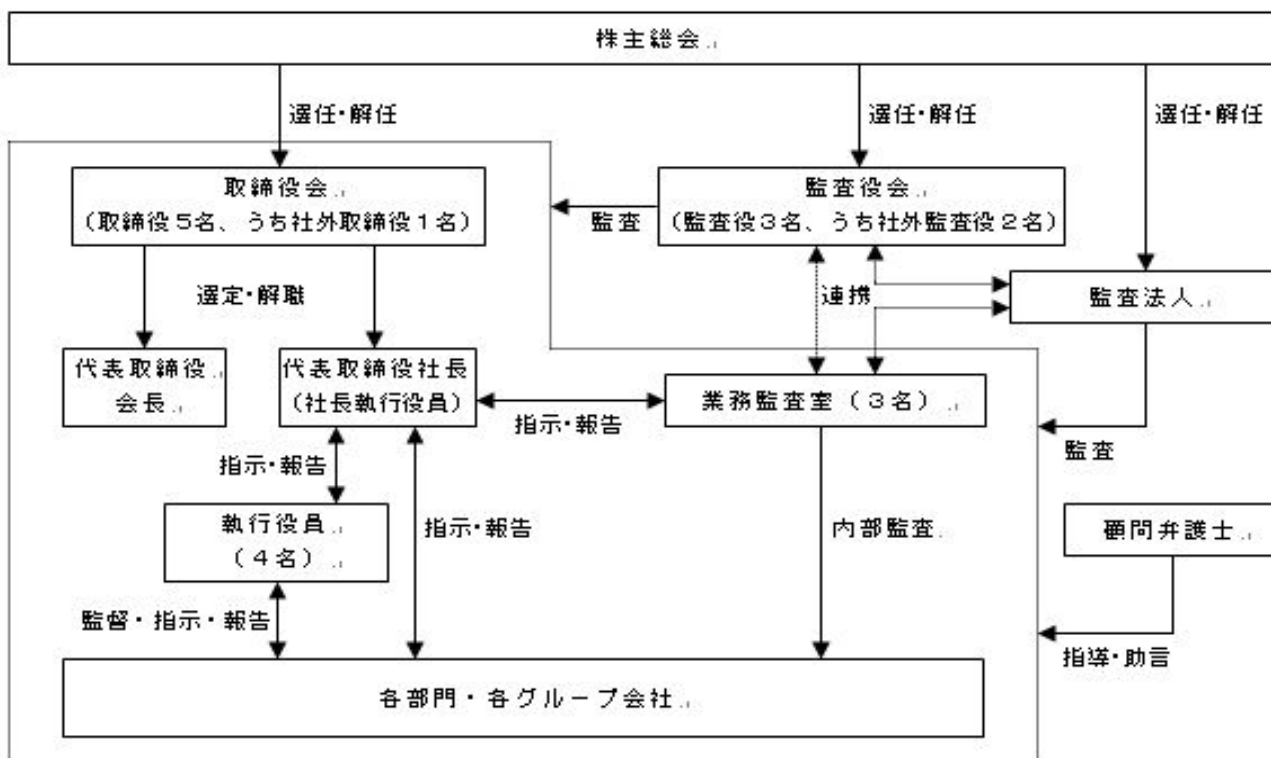 株主総会
選任・解任
選任・解任
選任・解任
取締役会
(取締役5名、うち社外取締役1名)
監査
監査役会
(監査役3名、うち社外監査役2名)
選定・解職
連携
監査法人
代表取締役
会長
代表取締役社長
(社長執行役員)
指示・報告
業務監査室(3名)
監査
指示・報告
執行役員
(4名)
指示・報告
内部監査
顧問弁護士
監督・指示・報告
指導・助言
各部門・各グループ会社